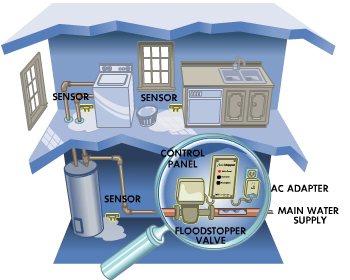 SENSOR
SENSOR
CONTROL
PANEL
AC ADAPTER
SENSOR
MAIN WATER
SUPPLY
FLOODSTOPPER
VALVE